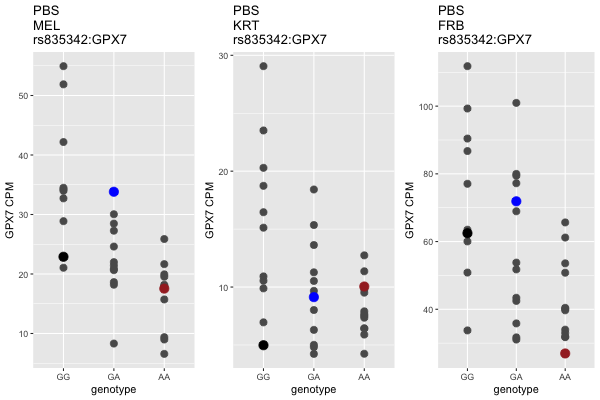 PBS
MEL
rs835342:GPX7
GPX7 CPM
50
40
30
20
10
GG
GA
AA
genotype
PBS
KRT
rs835342:GPX7
GPX7 CPM
30
20
10
GG
GA
AA
genotype
PBS
FRB
rs835342:GPX7
GPX7 CPM
100
80
60
40
GG
GA
AA
genotype